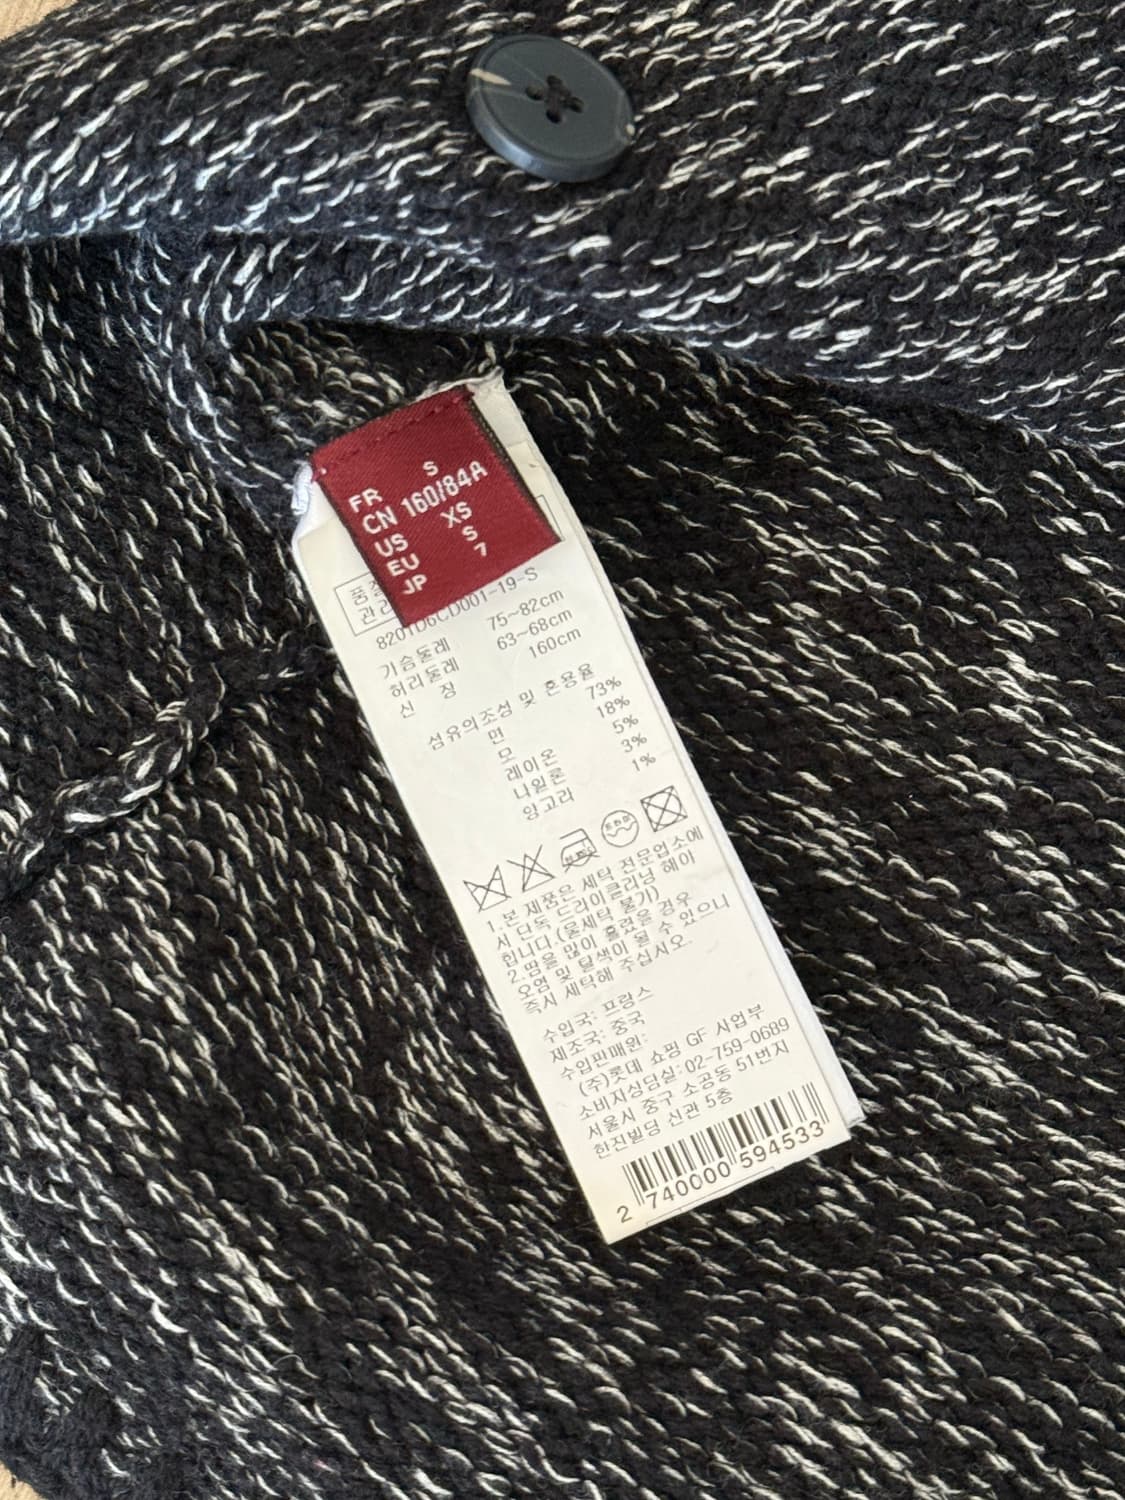 FR S
CN 160/84A
US XS
EU S
JP 7
품질
관리
8201D6CD001-19-S
가슴둘레 75~82cm
허리둘레 63~68cm
신 장 160cm
섬유의조성 및 혼용율
면 73%
모 18%
레이온 5%
나일론 3%
앙고라 1%
1.본 제품은 세탁 전문업소에
서 단독 드라이클리닝 해야
합니다.(물세탁 불가)
2.땀을 많이 흘렸을 경우
오염 및 탈색이 될 수 있으니
즉시 세탁해 주십시오.
수입국: 프랑스
제조국: 중국
수입판매원:
(주)롯데 쇼핑 GF 사업부
소비자상담실: 02-759-0689
서울시 중구 소공동 51번지
한진빌딩 신관 5층
2 740000 594533